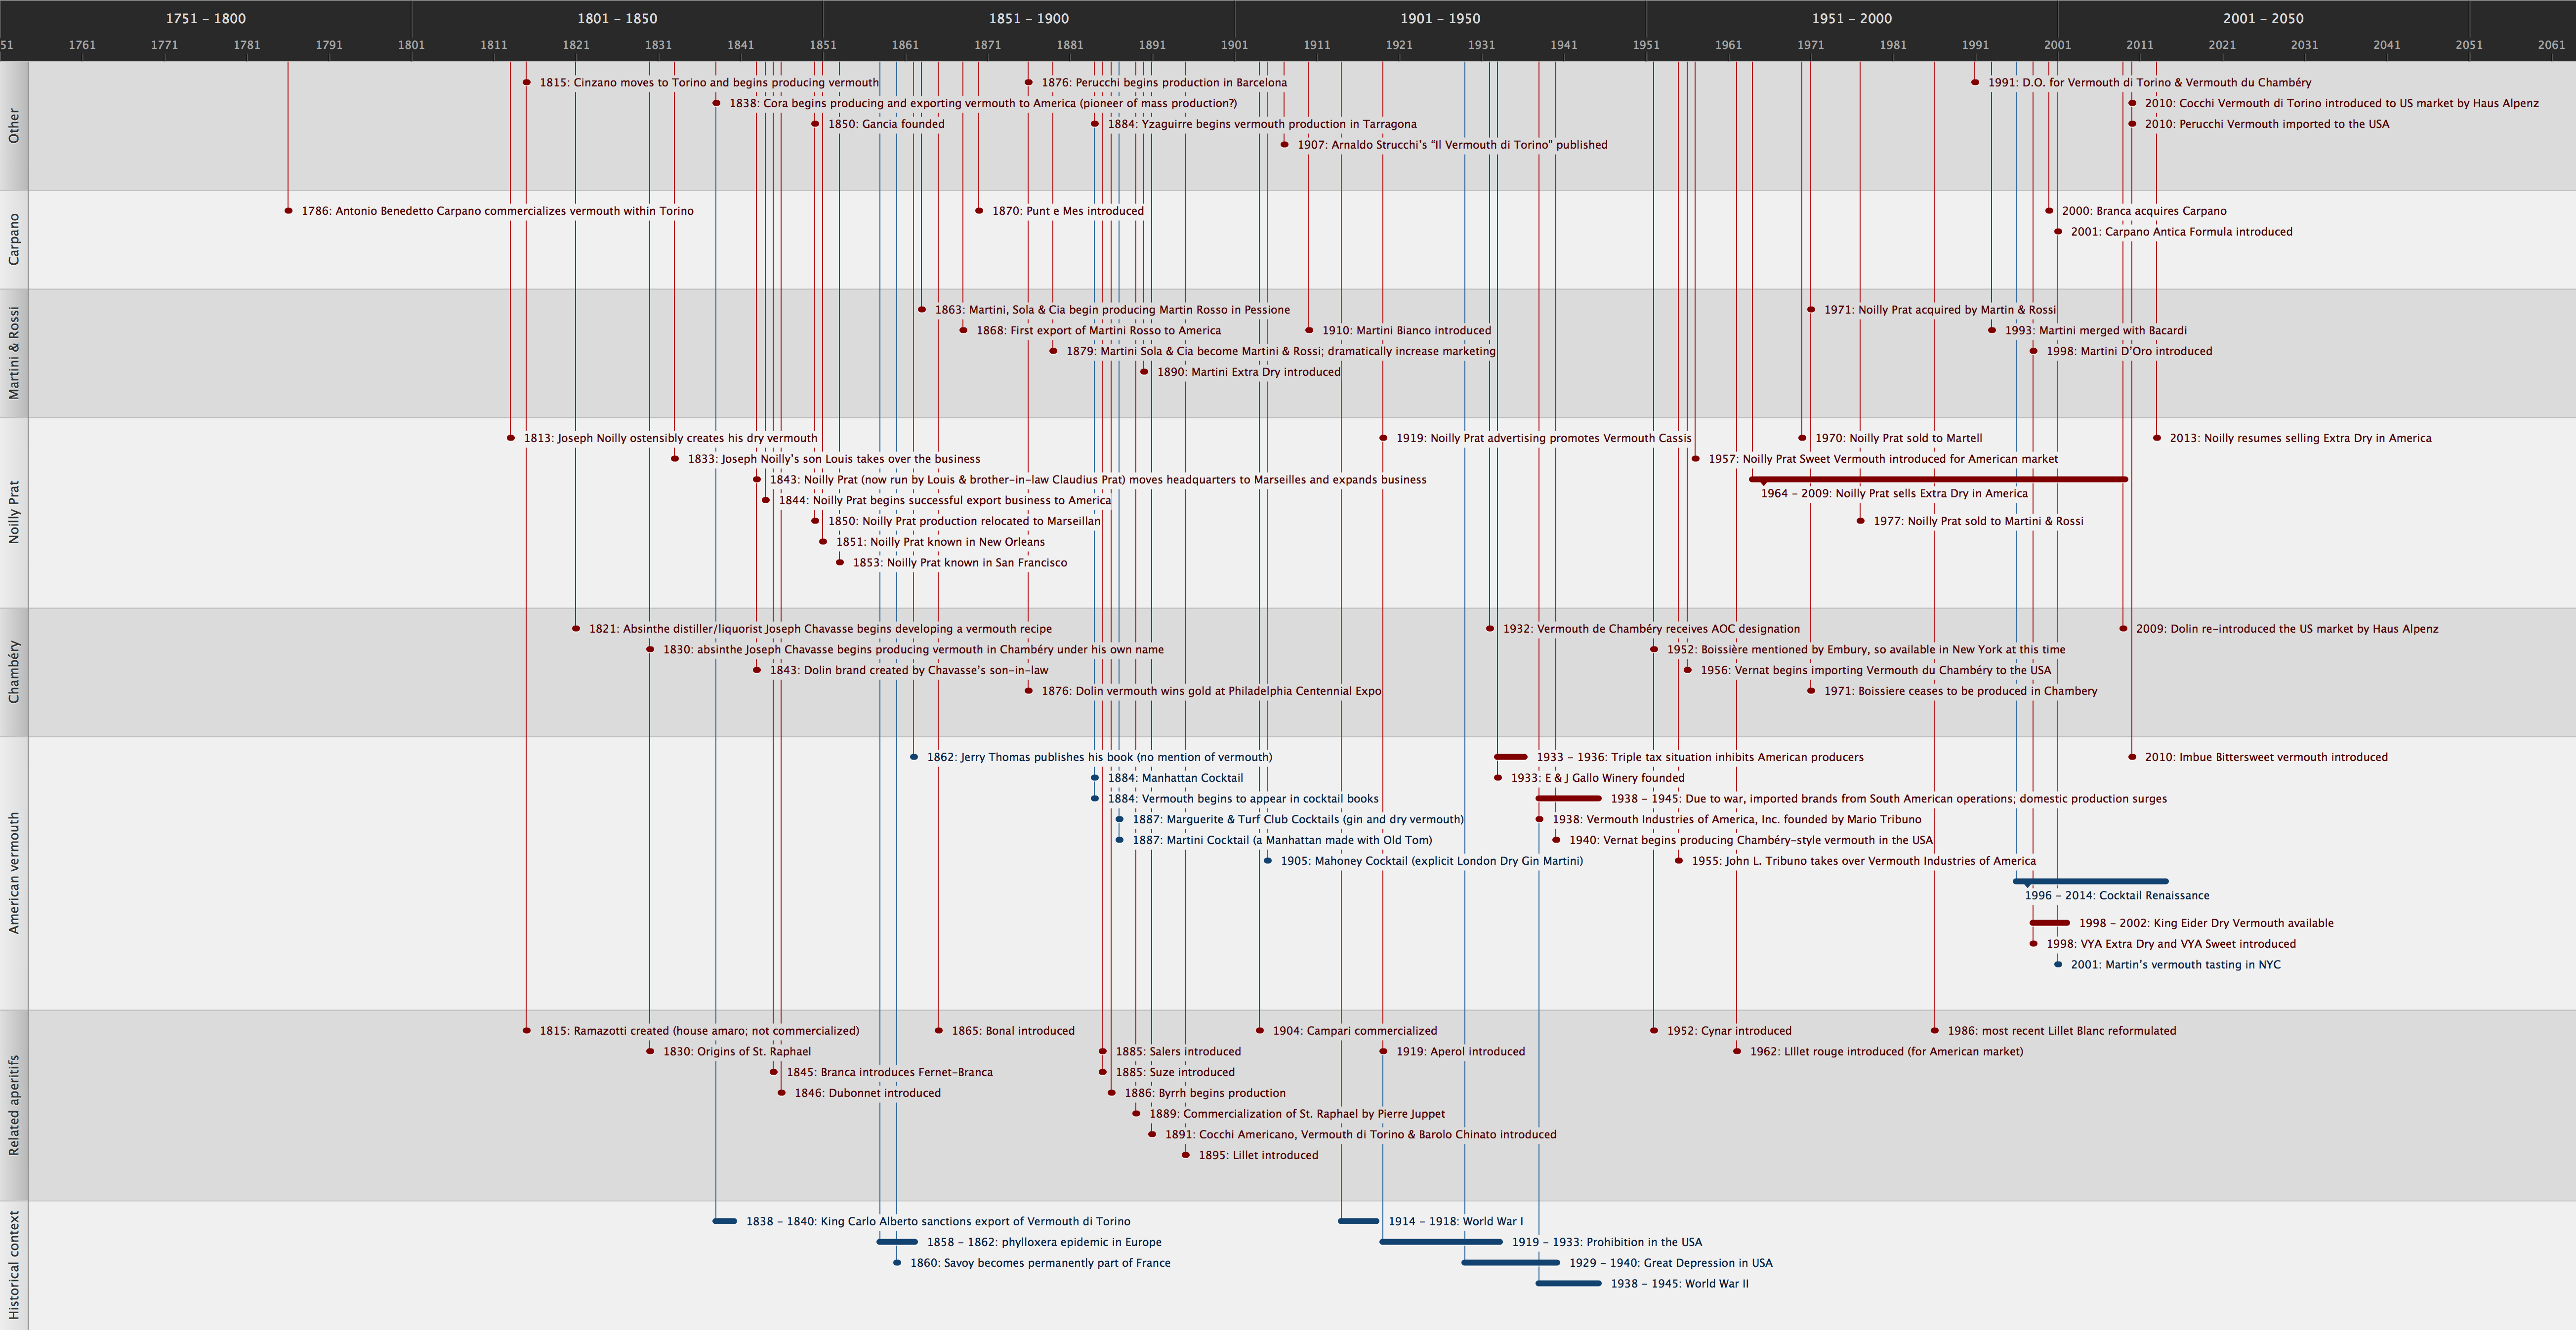 1751 – 1800 1801 – 1850 1851 – 1900 1901 – 1950 1951 – 2000 2001 – 2050
51 1761 1771 1781 1791 1801 1811 1821 1831 1841 1851 1861 1871 1881 1891 1901 1911 1921 1931 1941 1951 1961 1971 1981 1991 2001 2011 2021 2031 2041 2051 2061
Other
1815: Cinzano moves to Torino and begins producing vermouth 1876: Perucchi begins production in Barcelona 1991: D.O. for Vermouth di Torino & Vermouth du Chambéry
1838: Cora begins producing and exporting vermouth to America (pioneer of mass production?) 2010: Cocchi Vermouth di Torino introduced to US market by Haus Alpenz
1850: Gancia founded 1884: Yzaguirre begins vermouth production in Tarragona 2010: Perucchi Vermouth imported to the USA
1907: Arnaldo Strucchi's “Il Vermouth di Torino” published
Carpano
1786: Antonio Benedetto Carpano commercializes vermouth within Torino 1870: Punt e Mes introduced 2000: Branca acquires Carpano
2001: Carpano Antica Formula introduced
Martini & Rossi
1863: Martini, Sola & Cia begin producing Martin Rosso in Pessione 1971: Noilly Prat acquired by Martin & Rossi
1868: First export of Martini Rosso to America 1910: Martini Bianco introduced 1993: Martini merged with Bacardi
1879: Martini Sola & Cia become Martini & Rossi; dramatically increase marketing 1998: Martini D'Oro introduced
1890: Martini Extra Dry introduced
Noilly Prat
1813: Joseph Noilly ostensibly creates his dry vermouth 1919: Noilly Prat advertising promotes Vermouth Cassis 1970: Noilly Prat sold to Martell 2013: Noilly resumes selling Extra Dry in America
1833: Joseph Noilly's son Louis takes over the business 1957: Noilly Prat Sweet Vermouth introduced for American market
1843: Noilly Prat (now run by Louis & brother-in-law Claudius Prat) moves headquarters to Marseilles and expands business
1964 – 2009: Noilly Prat sells Extra Dry in America
1844: Noilly Prat begins successful export business to America
1850: Noilly Prat production relocated to Marseillan 1977: Noilly Prat sold to Martini & Rossi
1851: Noilly Prat known in New Orleans
1853: Noilly Prat known in San Francisco
Chambéry
1821: Absinthe distiller/liquorist Joseph Chavasse begins developing a vermouth recipe 1932: Vermouth de Chambéry receives AOC designation 2009: Dolin re-introduced the US market by Haus Alpenz
1830: absinthe Joseph Chavasse begins producing vermouth in Chambéry under his own name 1952: Boissière mentioned by Embury, so available in New York at this time
1843: Dolin brand created by Chavasse's son-in-law 1956: Vernat begins importing Vermouth du Chambéry to the USA
1876: Dolin vermouth wins gold at Philadelphia Centennial Expo 1971: Boissiere ceases to be produced in Chambery
American vermouth
1862: Jerry Thomas publishes his book (no mention of vermouth) 1933 – 1936: Triple tax situation inhibits American producers 2010: Imbue Bittersweet vermouth introduced
1884: Manhattan Cocktail 1933: E & J Gallo Winery founded
1884: Vermouth begins to appear in cocktail books 1938 – 1945: Due to war, imported brands from South American operations; domestic production surges
1887: Marguerite & Turf Club Cocktails (gin and dry vermouth) 1938: Vermouth Industries of America, Inc. founded by Mario Tribuno
1887: Martini Cocktail (a Manhattan made with Old Tom) 1940: Vernat begins producing Chambéry-style vermouth in the USA
1905: Mahoney Cocktail (explicit London Dry Gin Martini) 1955: John L. Tribuno takes over Vermouth Industries of America
1996 – 2014: Cocktail Renaissance
1998 – 2002: King Eider Dry Vermouth available
1998: VYA Extra Dry and VYA Sweet introduced
2001: Martin's vermouth tasting in NYC
Related aperitifs
1815: Ramazotti created (house amaro; not commercialized) 1865: Bonal introduced 1904: Campari commercialized 1952: Cynar introduced 1986: most recent Lillet Blanc reformulated
1830: Origins of St. Raphael 1885: Salers introduced 1919: Aperol introduced 1962: LIllet rouge introduced (for American market)
1845: Branca introduces Fernet-Branca 1885: Suze introduced
1846: Dubonnet introduced 1886: Byrrh begins production
1889: Commercialization of St. Raphael by Pierre Juppet
1891: Cocchi Americano, Vermouth di Torino & Barolo Chinato introduced
1895: Lillet introduced
Historical context
1838 – 1840: King Carlo Alberto sanctions export of Vermouth di Torino 1914 – 1918: World War I
1858 – 1862: phylloxera epidemic in Europe 1919 – 1933: Prohibition in the USA
1860: Savoy becomes permanently part of France 1929 – 1940: Great Depression in USA
1938 – 1945: World War II